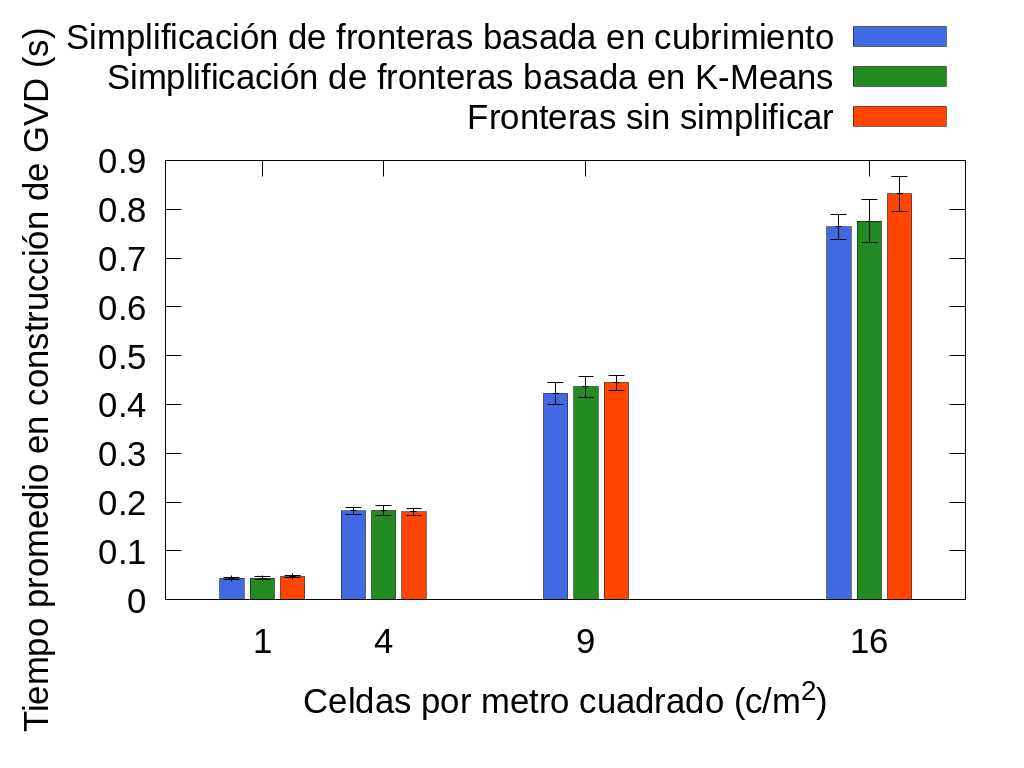 Simplificación de fronteras basada en cubrimiento
Simplificación de fronteras basada en K-Means
Fronteras sin simplificar
Tiempo promedio en construcción de GVD (s)
0.9
0.8
0.7
0.6
0.5
0.4
0.3
0.2
0.1
0
1 4 9 16
Celdas por metro cuadrado (c/m²)